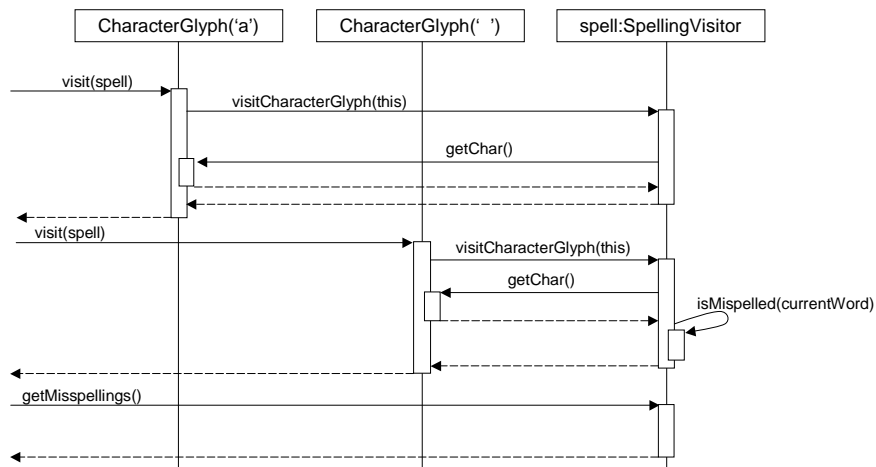 CharacterGlyph(‘a’)
CharacterGlyph(‘ ’)
spell:SpellingVisitor
visit(spell)
visitCharacterGlyph(this)
getChar()
visit(spell)
visitCharacterGlyph(this)
getChar()
isMispelled(currentWord)
getMisspellings()